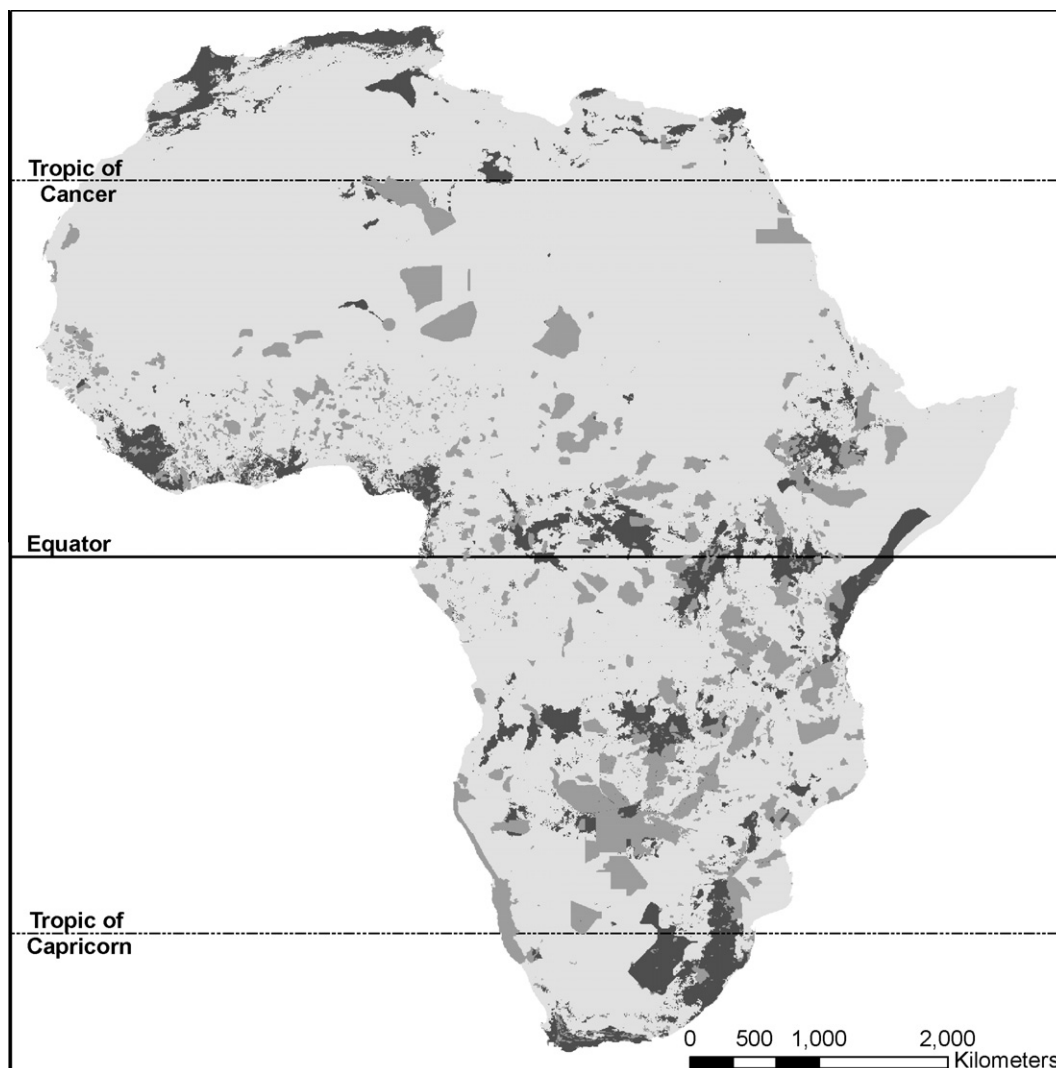 Tropic of
Cancer
Equator
Tropic of
Capricorn
0 500 1,000 2,000
Kilometers